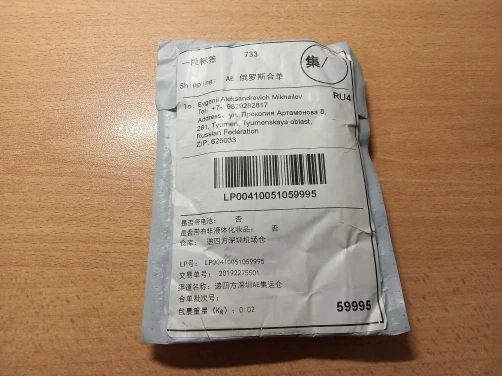 一段标签 733
集/
Shipping: AE 俄罗斯合单
RU4
To: Evgenii Aleksandrovich Mikhailov
Tel: +7- 9829282817
Address: ул. Прокопия Артамонова 8,
281, Tyumen, Tyumenskaya oblast,
Russian Federation
ZIP: 625033
LP00410051059995
是否带电池: 否
是否带有非液体化妆品: 否
仓库: 递四方深圳机场仓
LP号: LP00410051059995
交易单号: 20192275501
渠道名称: 递四方深圳AE集运仓
合单批次号:
包裹重量 (Kg): 0.02
59995